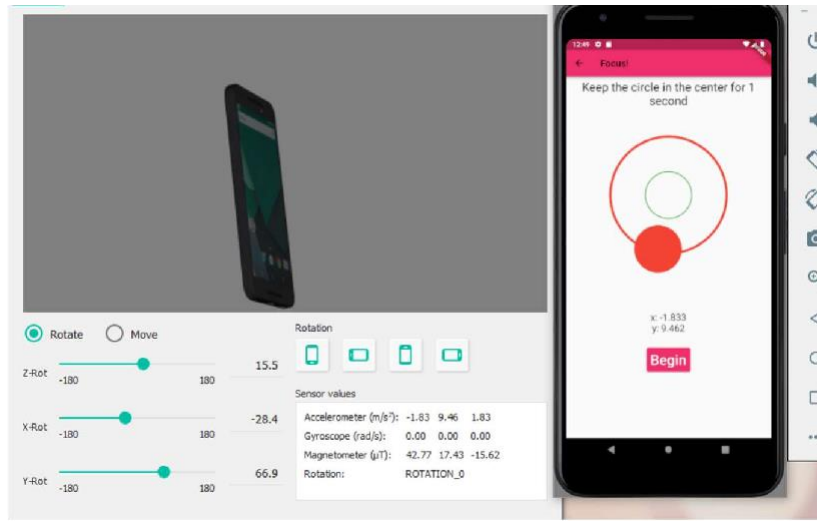 12:49
Focus!
Keep the circle in the center for 1
second
x: -1.833
y: 9.462
Begin
Rotate
Move
Rotation
Z-Rot
-180
180
15.5
X-Rot
-180
180
-28.4
Y-Rot
-180
180
66.9
Sensor values
Accelerometer (m/s²): -1.83 9.46 1.83
Gyroscope (rad/s): 0.00 0.00 0.00
Magnetometer (μT): 42.77 17.43 -15.62
Rotation: ROTATION_0